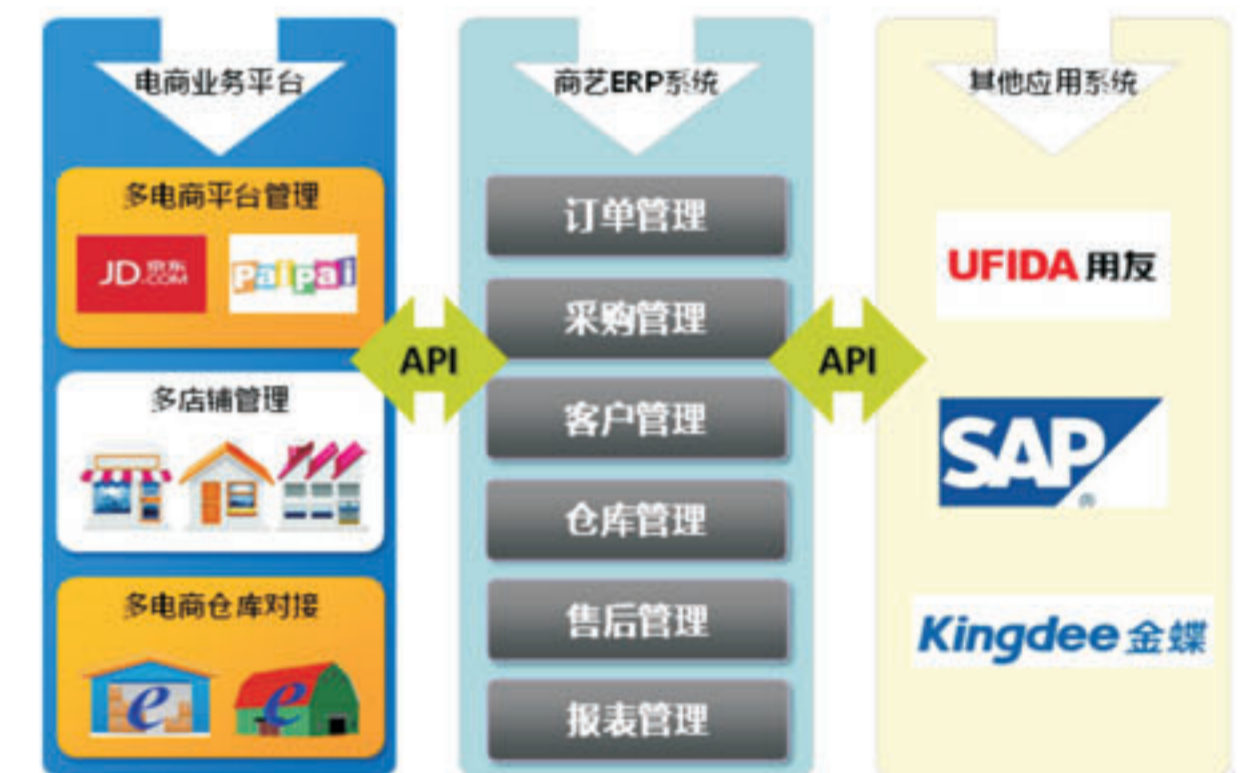 电商业务平台
多电商平台管理
JD.京东
.COM
paipai
多店铺管理
多电商仓库对接
e
e
API
商艺ERP系统
订单管理
采购管理
客户管理
仓库管理
售后管理
报表管理
API
其他应用系统
UFIDA 用友
SAP
®
Kingdee 金蝶